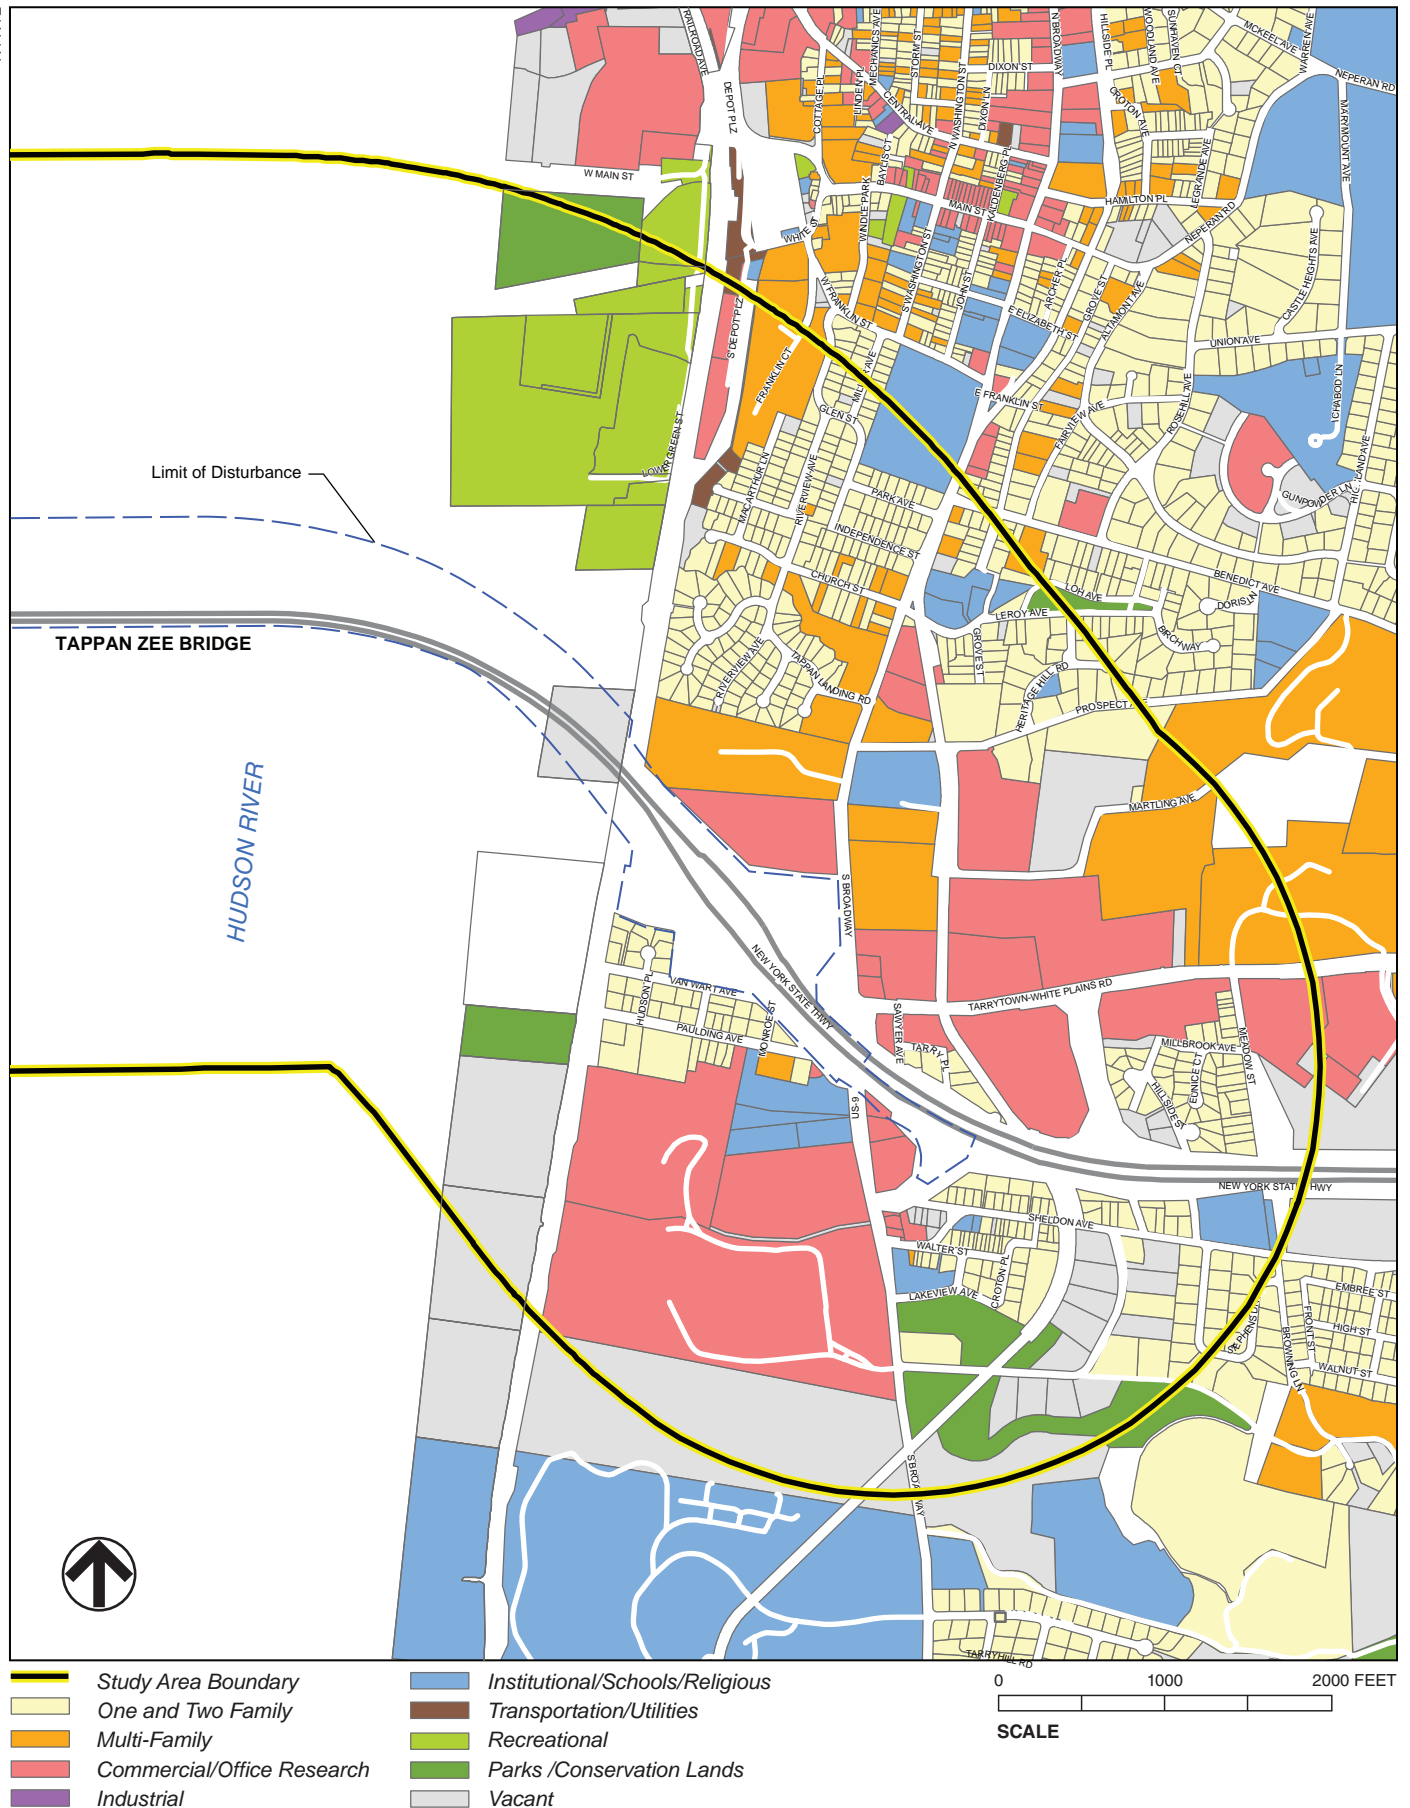 RAILROAD AVE
DEPOT PLZ
COTTAGE PL
LINDEN PL
MECHANICS AVE
STORM ST
CENTRAL AVE
N WASHINGTON ST
DIXON ST
DIXON LN
N BROADWAY
HILLSIDE PL
WOODLAND AVE
SUNHAVEN CT
CROTON AVE
MCKEEL AVE
WARREN AVE
NEPERAN RD
MARYMOUNT AVE
LEGRANDE AVE
W MAIN ST
BAYLIS CT
WINDLE PARK
WHITE ST
MAIN ST
KALDENBERG PL
HAMILTON PL
NEPERAN RD
CASTLE HEIGHTS AVE
S WASHINGTON ST
JOHN ST
ARCHER PL
GROVE ST
ALTAMONT AVE
W FRANKLIN ST
E ELIZABETH ST
UNION AVE
S DEPOT PLZ
FRANKLIN CT
GLEN ST
E FRANKLIN ST
FAIRVIEW AVE
ROSEHILL AVE
ICHABOD LN
HIGHLAND AVE
GUNPOWDER LN
LOWER GREEN ST
Limit of Disturbance
MACARTHUR LN
RIVERVIEW AVE
PARK AVE
INDEPENDENCE ST
CHURCH ST
LOH AVE
LEROY AVE
BENEDICT AVE
DORIS LN
BIRCH WAY
GROVE ST
HERITAGE HILL RD
PROSPECT AVE
TAPPAN ZEE BRIDGE
RIVERVIEW AVE
TAPPAN LANDING RD
MARTLING AVE
HUDSON RIVER
S BROADWAY
NEW YORK STATE THWY
HUDSON PL
VAN WART AVE
PAULDING AVE
MONROE ST
TARRYTOWN-WHITE PLAINS RD
SAWYER AVE
TARRY PL
MILLBROOK AVE
EUNICE CT
MEADOW ST
HILLSIDE ST
US-9
NEW YORK STATE THWY
SHELDON AVE
WALTER ST
CROTON PL
LAKEVIEW AVE
EMBREE ST
HIGH ST
FRONT ST
WALNUT ST
BROWNING LN
S BROADWAY
TARRYHILL RD
Study Area Boundary
One and Two Family
Multi-Family
Commercial/Office Research
Industrial
Institutional/Schools/Religious
Transportation/Utilities
Recreational
Parks /Conservation Lands
Vacant
0 1000 2000 FEET
SCALE